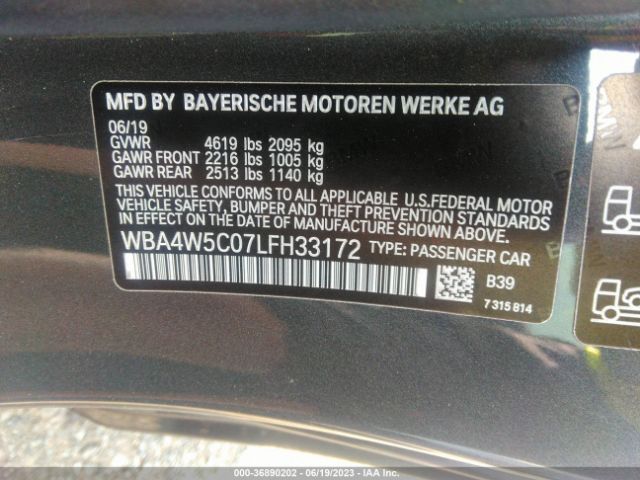 MFD BY BAYERISCHE MOTOREN WERKE AG
06/19
GVWR 4619 lbs 2095 kg
GAWR FRONT 2216 lbs 1005 kg
GAWR REAR 2513 lbs 1140 kg
THIS VEHICLE CONFORMS TO ALL APPLICABLE U.S.FEDERAL MOTOR
VEHICLE SAFETY, BUMPER AND THEFT PREVENTION STANDARDS
IN EFFECT ON THE DATE OF MANUFACTURE SHOWN ABOVE.
WBA4W5C07LFH33172 TYPE: PASSENGER CAR
B39
7 315 814
000-36890202 - 06/19/2023 - IAA Inc.